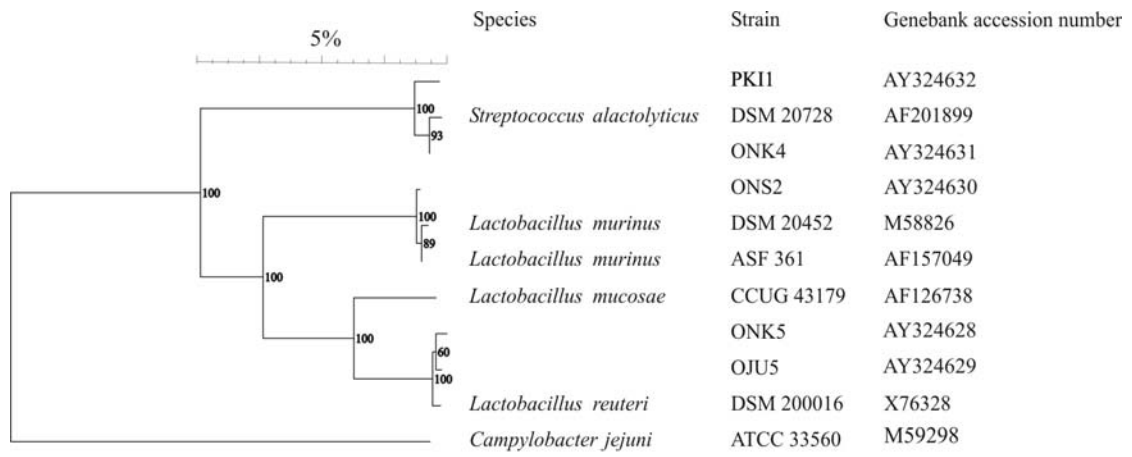 Species Strain Genebank accession number
5%
PKI1 AY324632
100
Streptococcus alactolyticus DSM 20728 AF201899
93
ONK4 AY324631
ONS2 AY324630
100
100
Lactobacillus murinus DSM 20452 M58826
89
Lactobacillus murinus ASF 361 AF157049
100
Lactobacillus mucosae CCUG 43179 AF126738
ONK5 AY324628
100
60
OJU5 AY324629
100
Lactobacillus reuteri DSM 200016 X76328
Campylobacter jejuni ATCC 33560 M59298